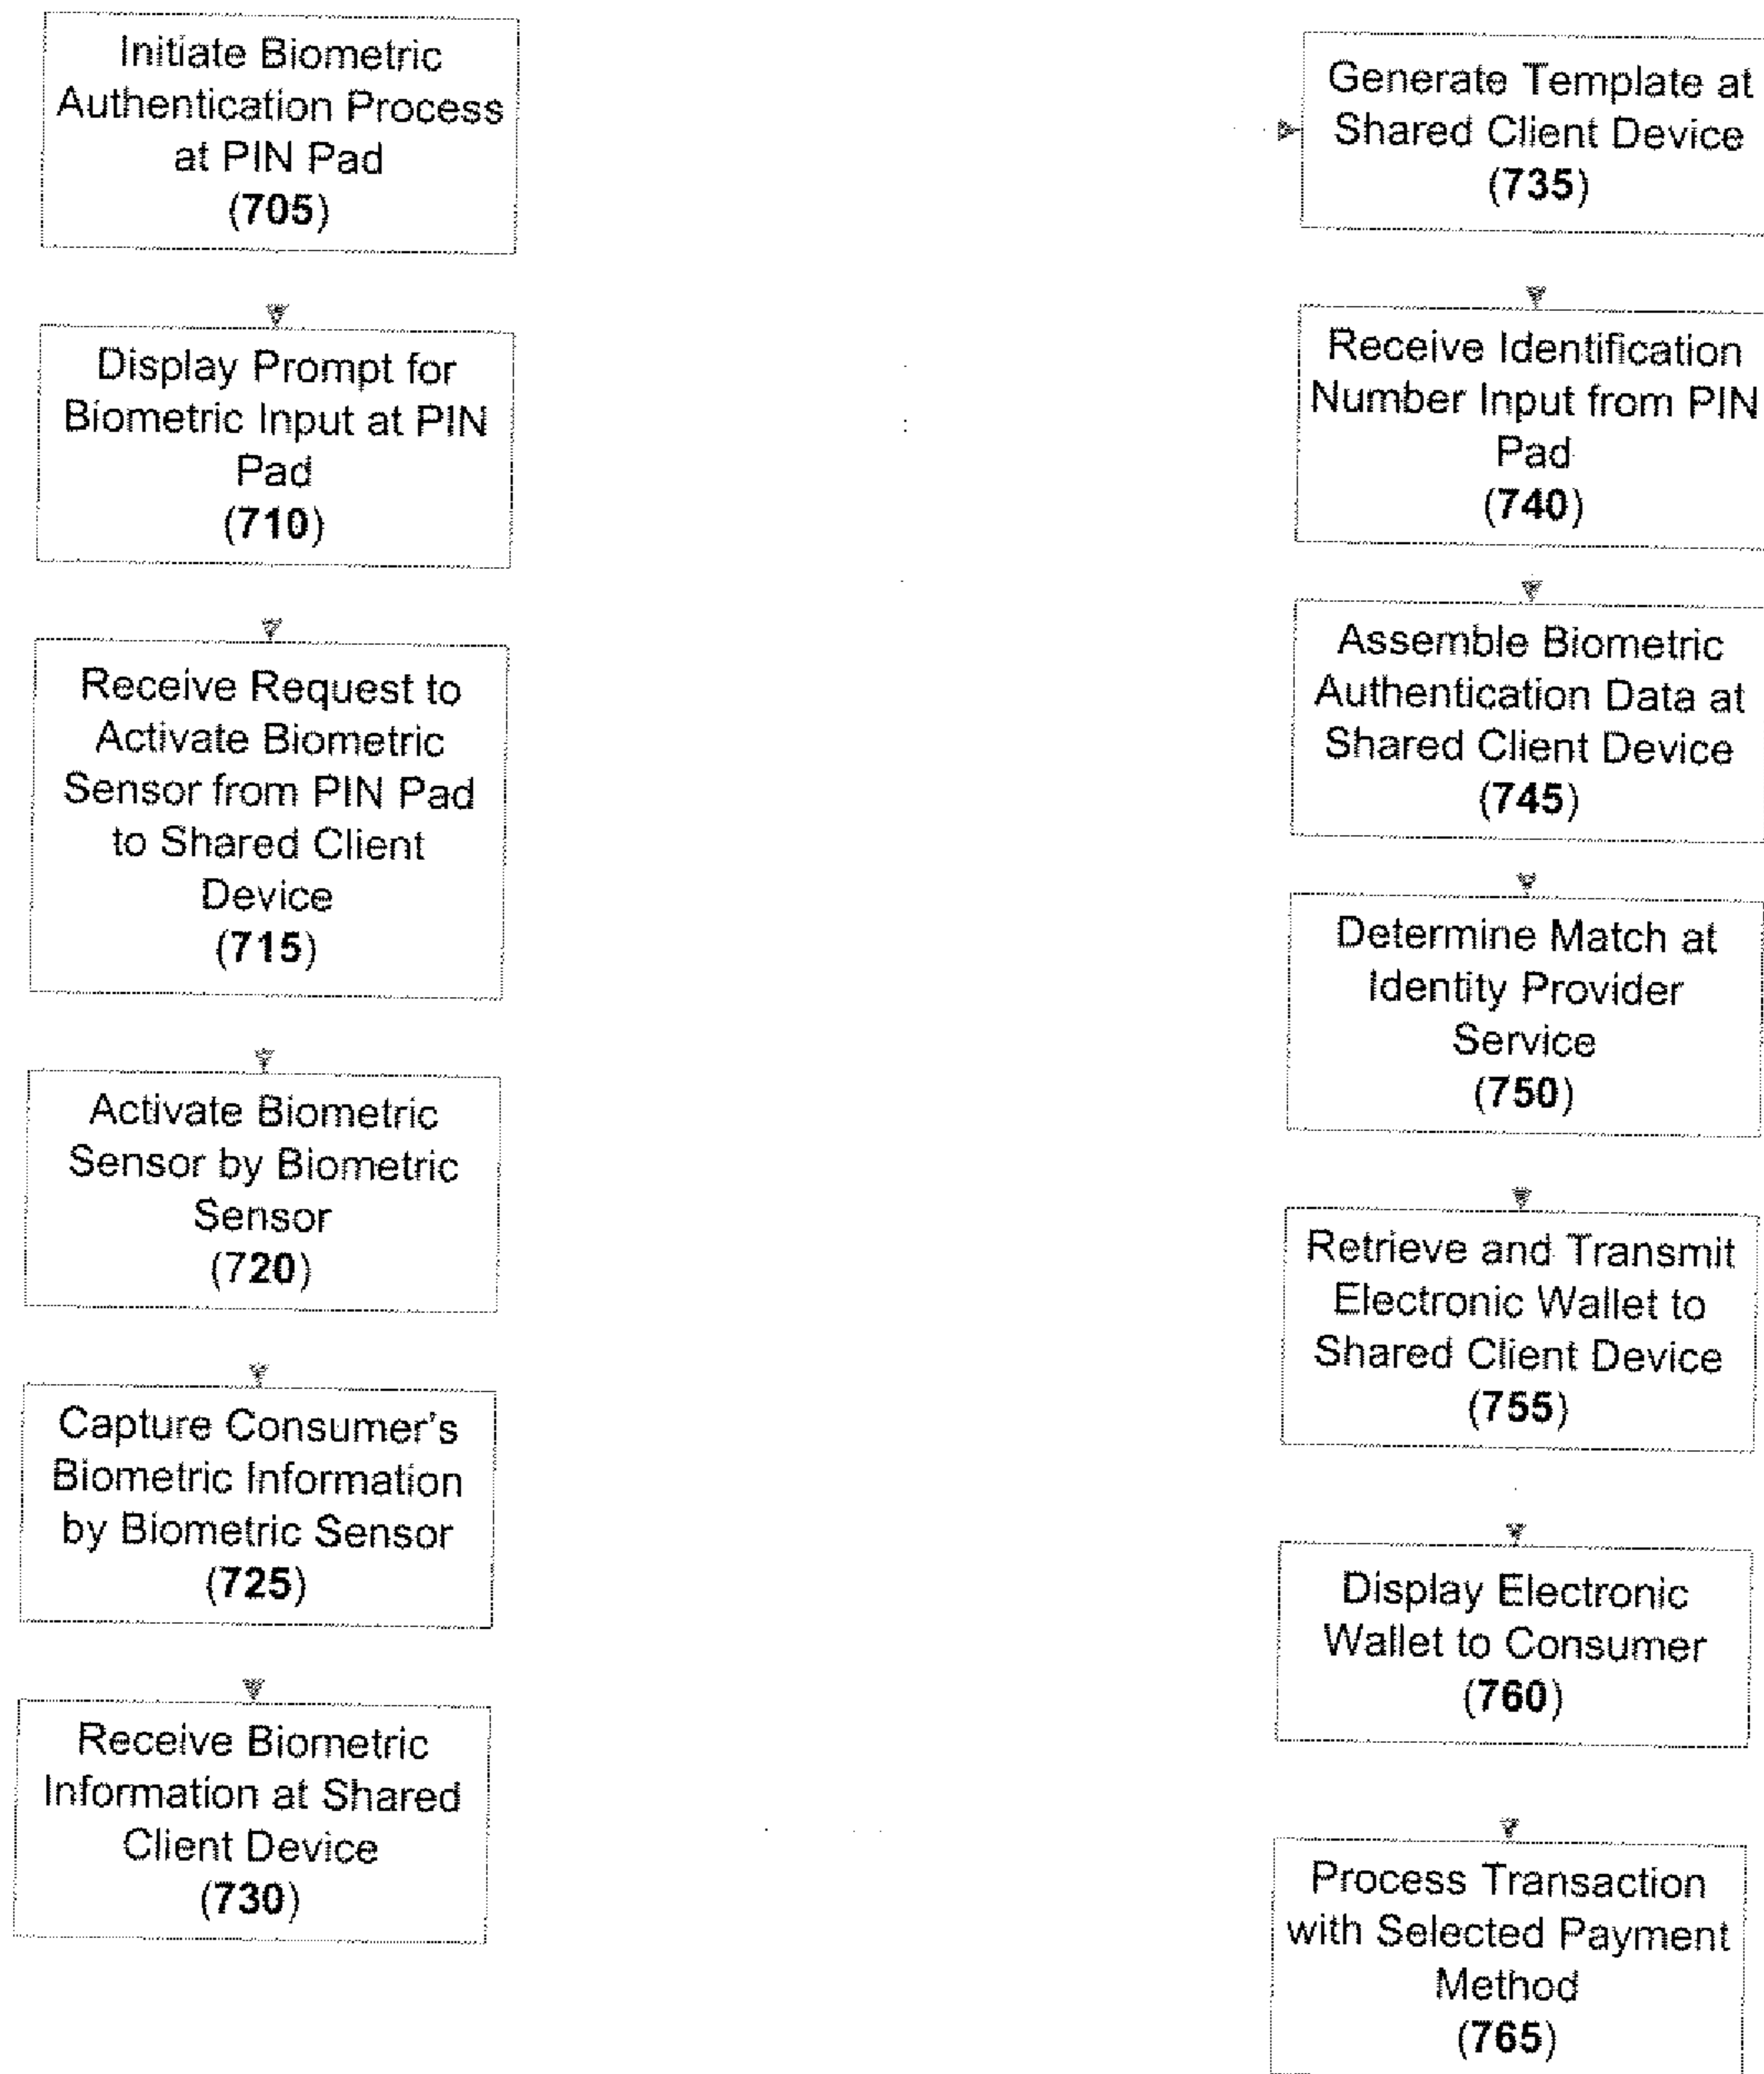 Initiate Biometric
Authentication Process
at PIN Pad
(705)
Display Prompt for
Biometric Input at PIN
Pad
(710)
Receive Request to
Activate Biometric
Sensor from PIN Pad
to Shared Client
Device
(715)
Activate Biometric
Sensor by Biometric
Sensor
(720)
Capture Consumer's
Biometric Information
by Biometric Sensor
(725)
Receive Biometric
Information at Shared
Client Device
(730)
Generate Template at
Shared Client Device
(735)
Receive Identification
Number Input from PIN
Pad
(740)
Assemble Biometric
Authentication Data at
Shared Client Device
(745)
Determine Match at
Identity Provider
Service
(750)
Retrieve and Transmit
Electronic Wallet to
Shared Client Device
(755)
Display Electronic
Wallet to Consumer
(760)
Process Transaction
with Selected Payment
Method
(765)